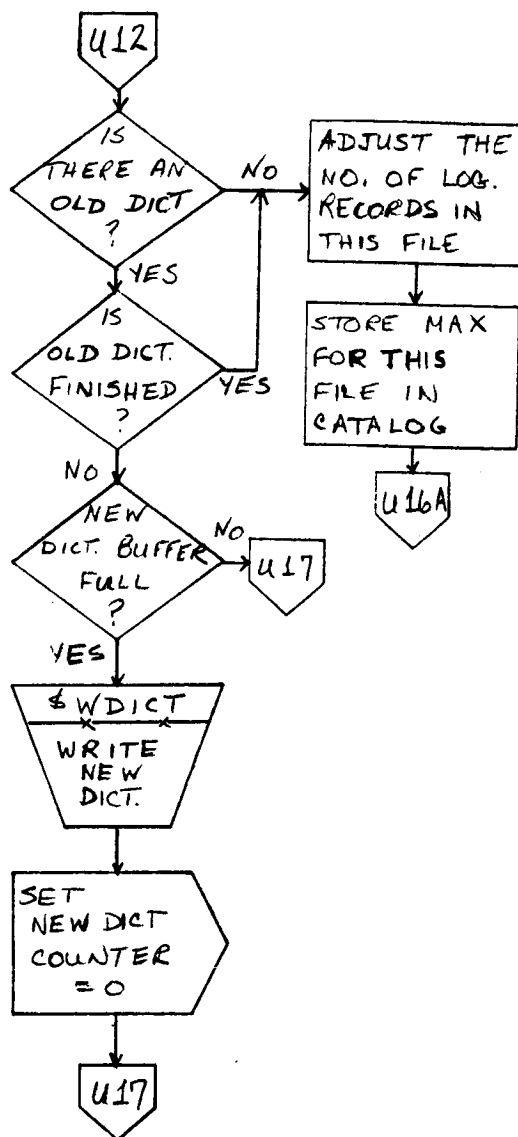 U12
IS
THERE AN
OLD DICT
?
NO
YES
ADJUST THE
NO. OF LOG.
RECORDS IN
THIS FILE
STORE MAX
FOR THIS
FILE IN
CATALOG
U16A
IS
OLD DICT.
FINISHED
?
YES
NO
NEW
DICT. BUFFER
FULL
?
NO
U17
YES
$ WDICT
WRITE
NEW
DICT.
SET
NEW DICT
COUNTER
= 0
U17